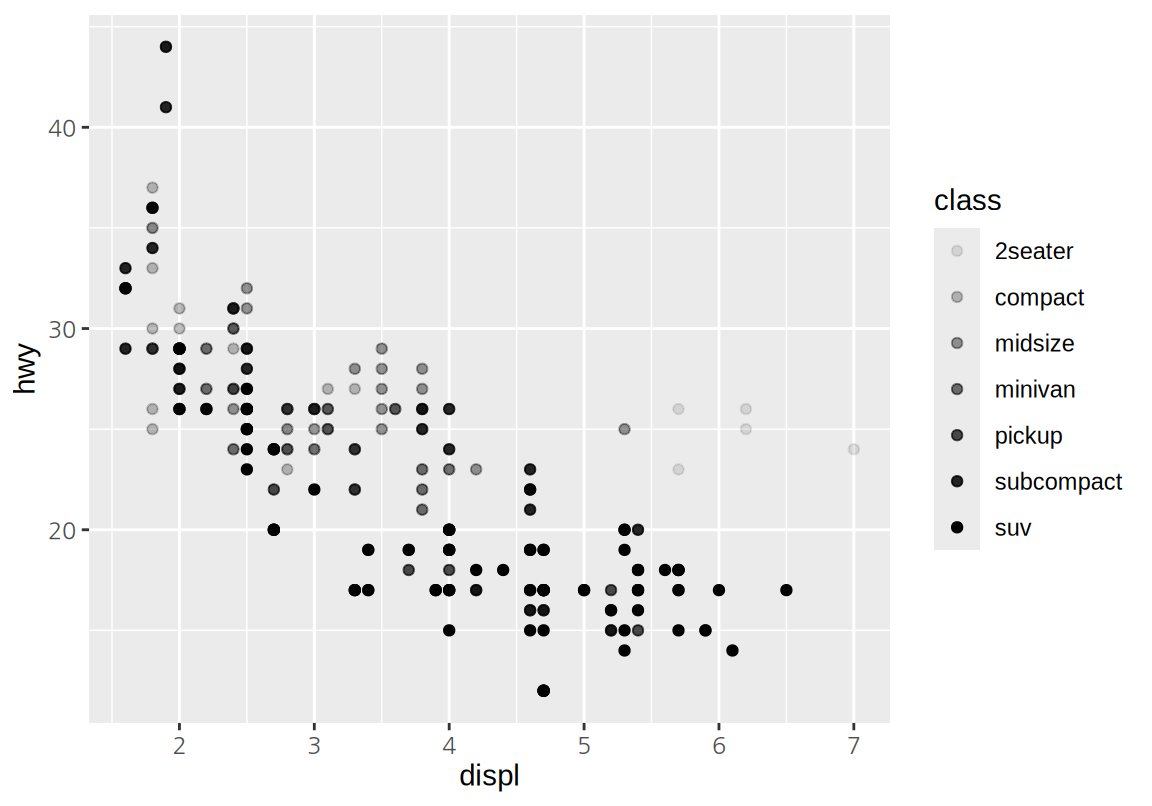 40
30
20
hwy
2 3 4 5 6 7
displ
class
2seater
compact
midsize
minivan
pickup
subcompact
suv